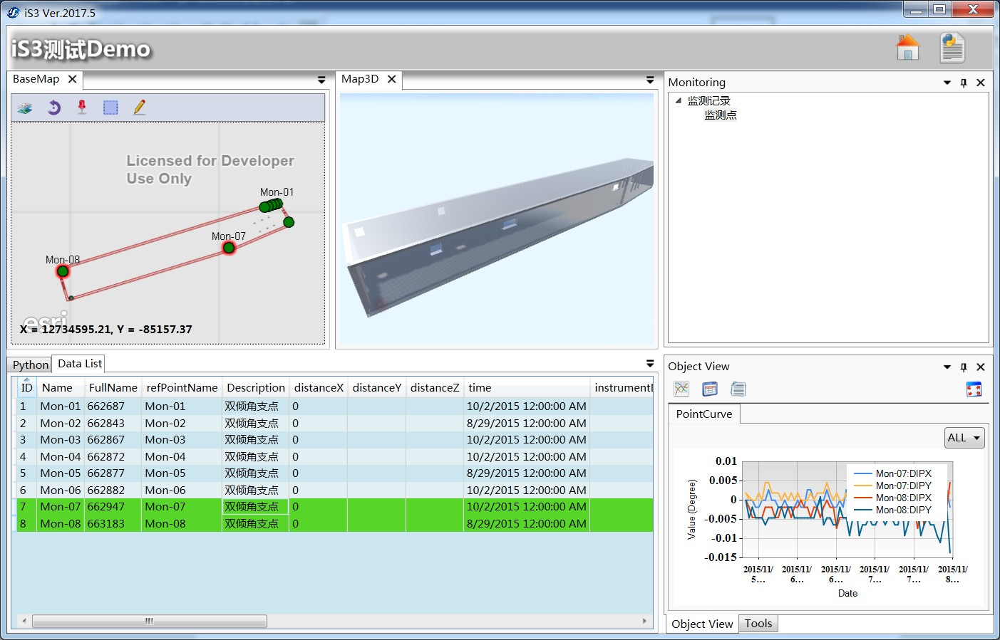 iS3 Ver.2017.5
iS3测试Demo
BaseMap
Map3D
Monitoring
监测记录
监测点
Licensed for Developer
Use Only
Mon-01
Mon-07
Mon-08
esri
X = 12734595.21, Y = -85157.37
Python Data List
ID Name FullName refPointName Description distanceX distanceY distanceZ time
1 Mon-01 662687 Mon-01 双倾角支点 0 10/2/2015 12:00:00 AM
2 Mon-02 662843 Mon-02 双倾角支点 0 8/29/2015 12:00:00 AM
3 Mon-03 662867 Mon-03 双倾角支点 0 10/2/2015 12:00:00 AM
4 Mon-04 662872 Mon-04 双倾角支点 0 10/2/2015 12:00:00 AM
5 Mon-05 662877 Mon-05 双倾角支点 0 8/29/2015 12:00:00 AM
6 Mon-06 662882 Mon-06 双倾角支点 0 10/2/2015 12:00:00 AM
7 Mon-07 662947 Mon-07 双倾角支点 0 10/2/2015 12:00:00 AM
8 Mon-08 663183 Mon-08 双倾角支点 0 8/29/2015 12:00:00 AM
Object View
PointCurve
ALL
Value (Degree)
0.01
0.005
0
-0.005
-0.01
-0.015
Mon-07:DIPX
Mon-07:DIPY
Mon-08:DIPX
Mon-08:DIPY
2015/11/ 2015/11/ 2015/11/ 2015/11/ 2015/11/ 2015/11/
5... 6... 6... 7... 7... 8...
Date
Object View Tools